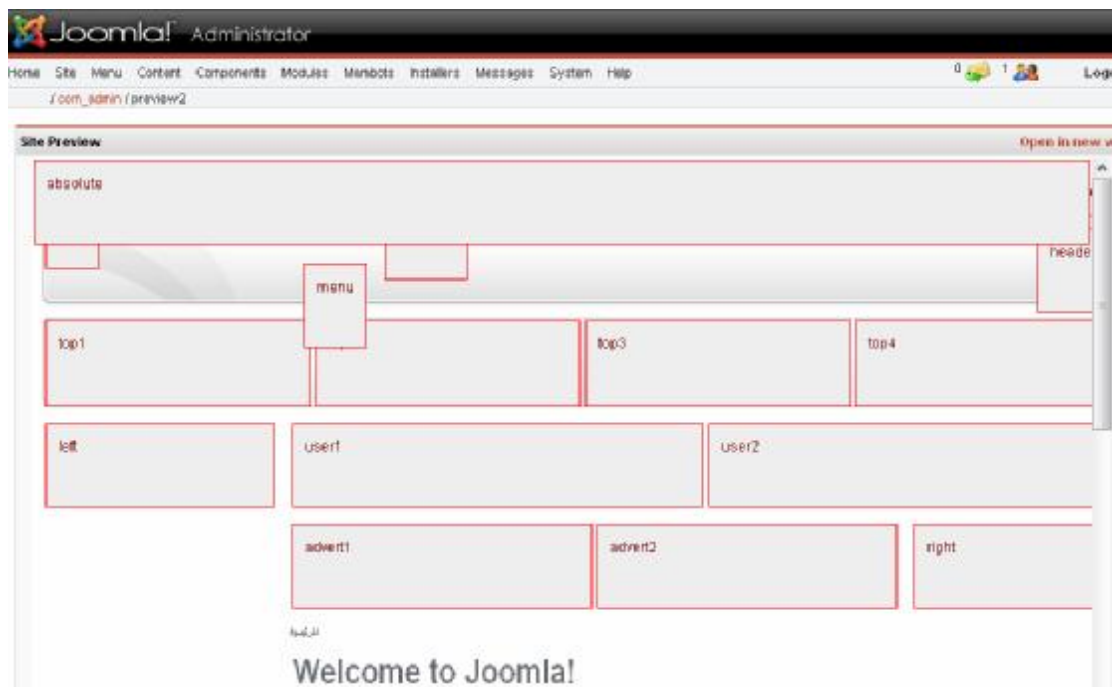 Joomla! Administrator
Home Site Menu Content Components Modules Mambots Installers Messages System Help 0 1
/ com_admin / preview2
Site Preview Open in new
absolute
menu
top1 top3 top4
left user1 user2
advert1 advert2 right
Welcome to Joomla!